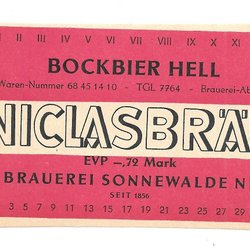 I II III IV V VI VII VIII IX X XI
BOCKBIER HELL
Waren-Nummer 68 45 14 10 - TGL 7764 - Brauerei-Ab
NICLASBRÄ
EVP —,72 Mark
BRAUEREI SONNEWALDE N
SEIT 1856
3 5 7 9 11 13 15 17 19 21 23 25 27 29